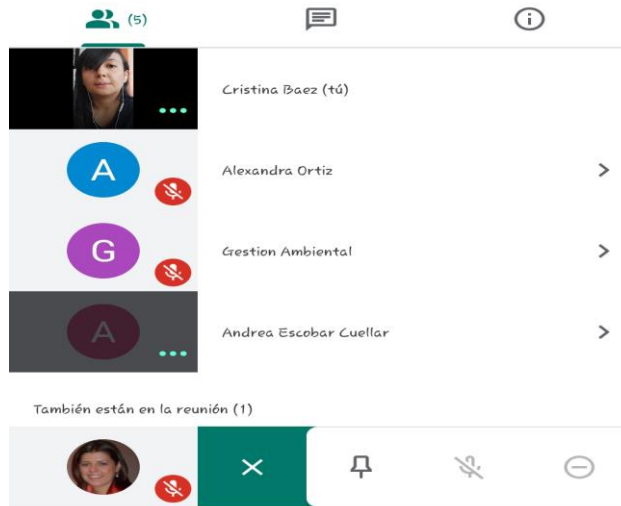 (5)
Cristina Baez (tú)
A
Alexandra Ortiz
G
Gestion Ambiental
A
Andrea Escobar Cuellar
También están en la reunión (1)